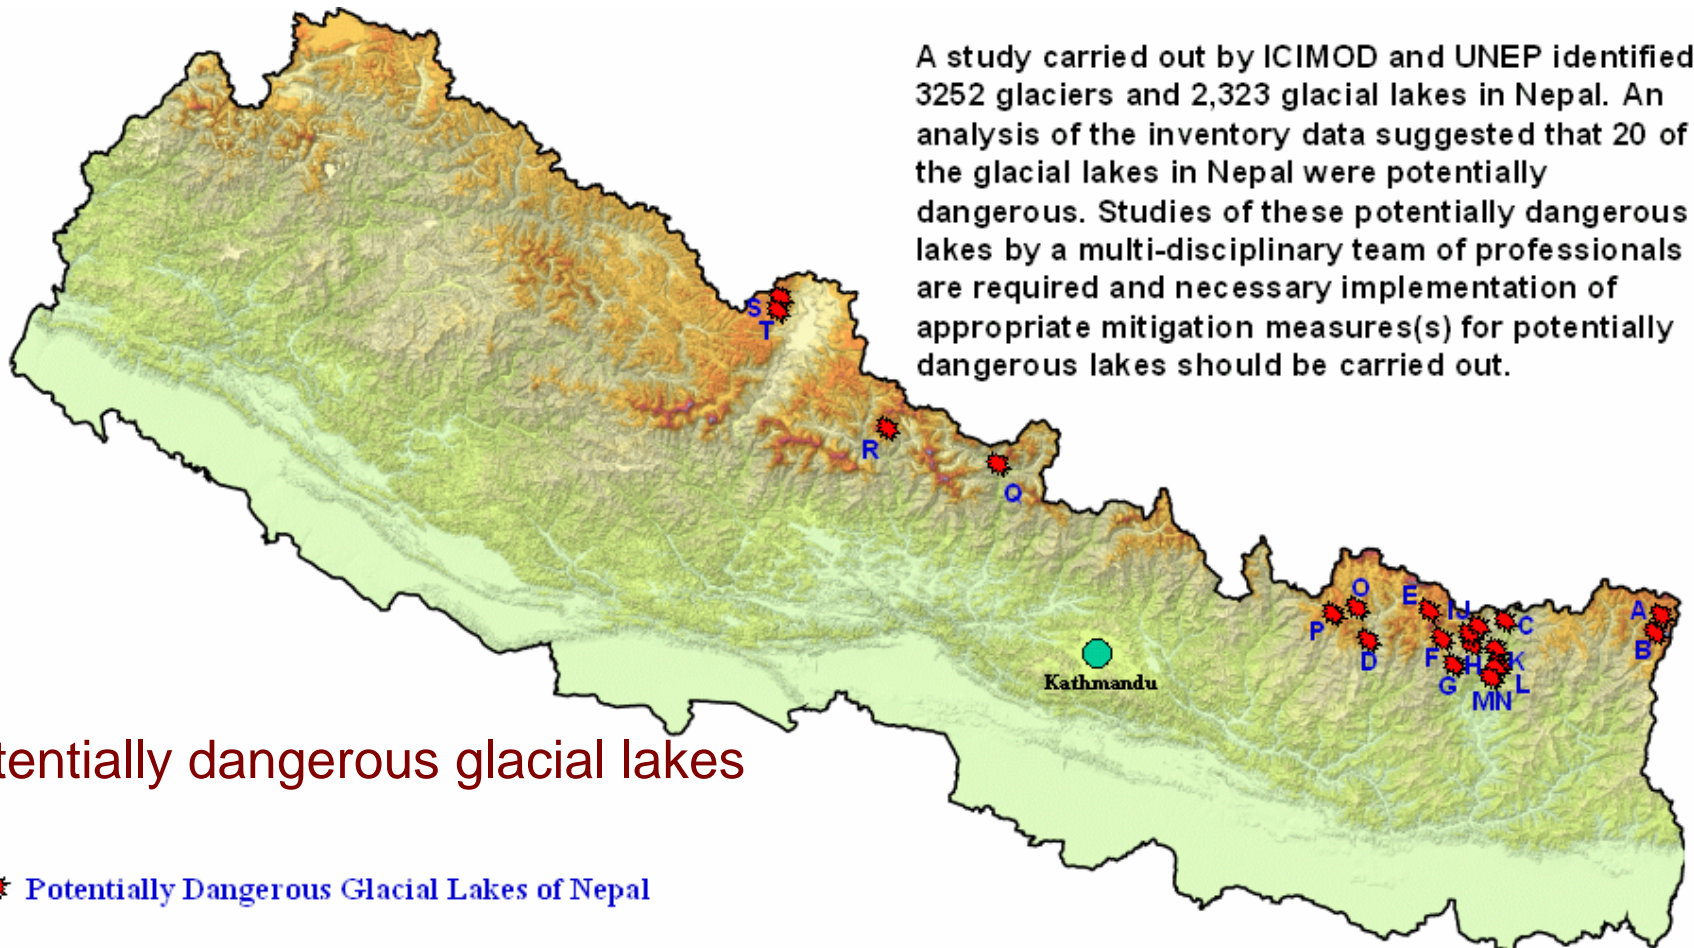 A study carried out by ICIMOD and UNEP identified
3252 glaciers and 2,323 glacial lakes in Nepal. An
analysis of the inventory data suggested that 20 of
the glacial lakes in Nepal were potentially
dangerous. Studies of these potentially dangerous
lakes by a multi-disciplinary team of professionals
are required and necessary implementation of
appropriate mitigation measures(s) for potentially
dangerous lakes should be carried out.
S
T
R
Q
O
E
I J
A
P
C
D
F
H
K
B
G
L
MN
Kathmandu
tentially dangerous glacial lakes
Potentially Dangerous Glacial Lakes of Nepal